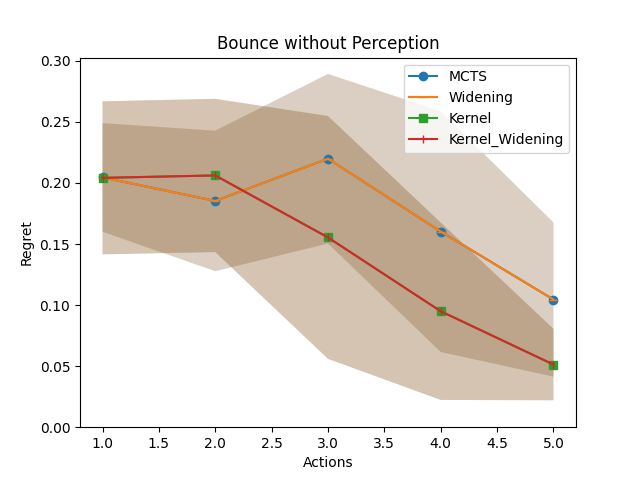 Bounce without Perception
0.30
0.25
0.20
0.15
0.10
0.05
0.00
Regret
MCTS
Widening
Kernel
Kernel_Widening
1.0 1.5 2.0 2.5 3.0 3.5 4.0 4.5 5.0
Actions